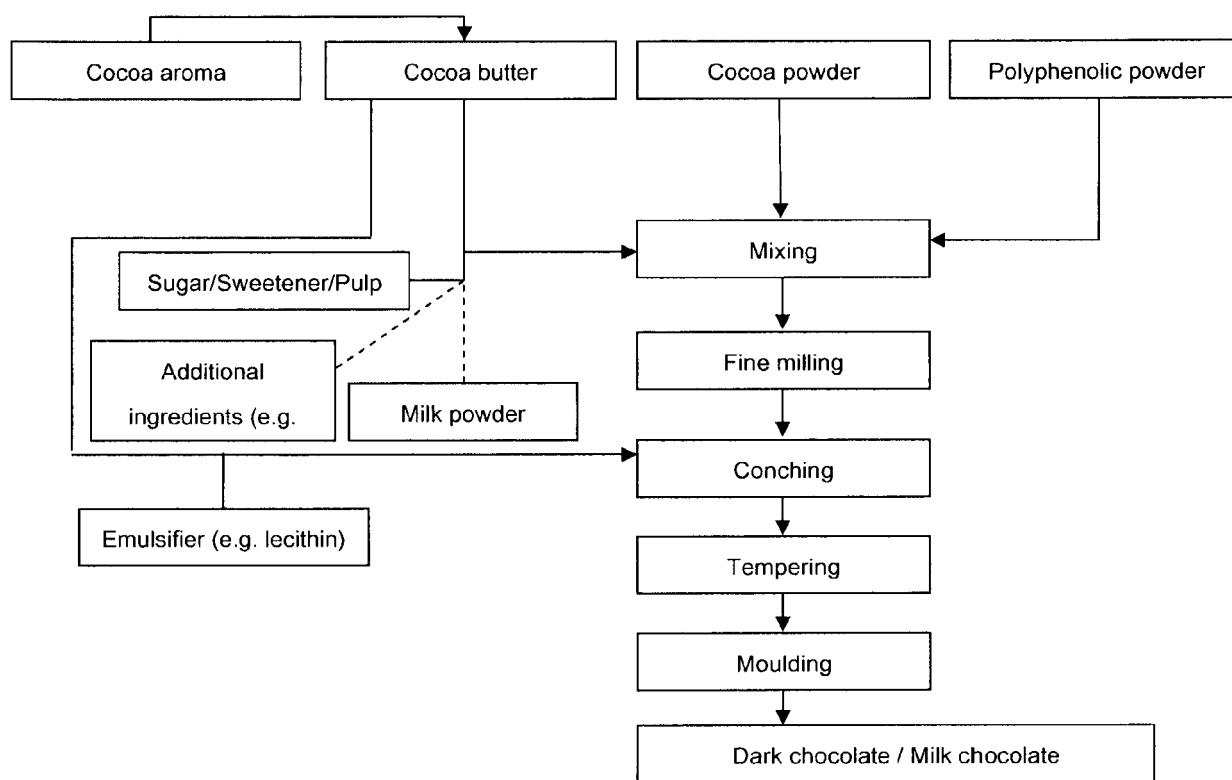 Cocoa aroma
Cocoa butter
Cocoa powder
Polyphenolic powder
Mixing
Sugar/Sweetener/Pulp
Additional
ingredients (e.g.
Milk powder
Fine milling
Conching
Emulsifier (e.g. lecithin)
Tempering
Moulding
Dark chocolate / Milk chocolate